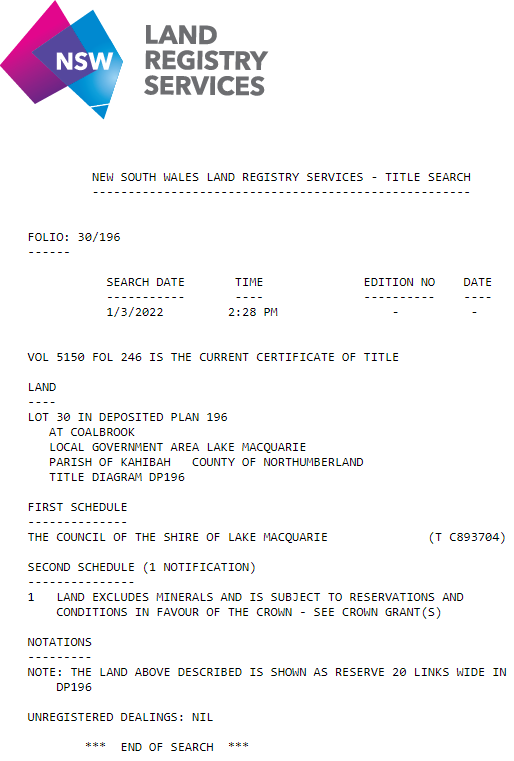 NSW
LAND
REGISTRY
SERVICES
NEW SOUTH WALES LAND REGISTRY SERVICES - TITLE SEARCH
-----------------------------------------------------
FOLIO: 30/196
------
SEARCH DATE TIME EDITION NO DATE
----------- ---- ---------- ----
1/3/2022 2:28 PM - -
VOL 5150 FOL 246 IS THE CURRENT CERTIFICATE OF TITLE
LAND
----
LOT 30 IN DEPOSITED PLAN 196
AT COALBROOK
LOCAL GOVERNMENT AREA LAKE MACQUARIE
PARISH OF KAHIBAH COUNTY OF NORTHUMBERLAND
TITLE DIAGRAM DP196
FIRST SCHEDULE
--------------
THE COUNCIL OF THE SHIRE OF LAKE MACQUARIE (T C893704)
SECOND SCHEDULE (1 NOTIFICATION)
---------------
1 LAND EXCLUDES MINERALS AND IS SUBJECT TO RESERVATIONS AND
CONDITIONS IN FAVOUR OF THE CROWN - SEE CROWN GRANT(S)
NOTATIONS
---------
NOTE: THE LAND ABOVE DESCRIBED IS SHOWN AS RESERVE 20 LINKS WIDE IN
DP196
UNREGISTERED DEALINGS: NIL
*** END OF SEARCH ***